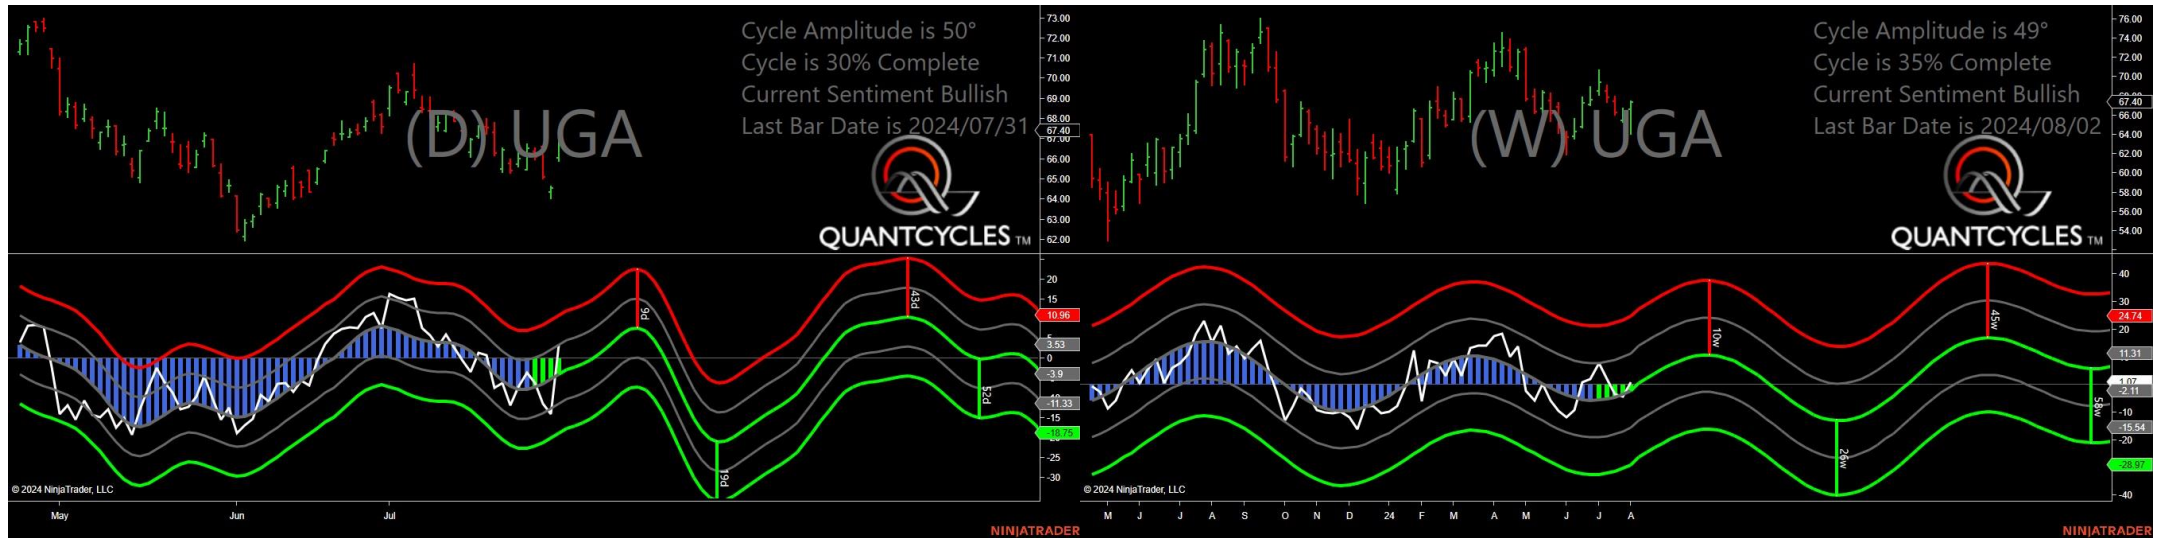 Cycle Amplitude is 50°
Cycle is 30% Complete
Current Sentiment Bullish
Last Bar Date is 2024/07/31
(D) UGA
QUANTCYCLES TM
73.00
72.00
71.00
70.00
69.00
68.00
67.40
67.00
66.00
65.00
64.00
63.00
62.00
9d
19d
43d
52d
20
15
10.96
5
3.53
0
-3.9
-11.33
-15
-18.75
-25
-30
© 2024 NinjaTrader, LLC
May Jun Jul
NINJATRADER
Cycle Amplitude is 49°
Cycle is 35% Complete
Current Sentiment Bullish
Last Bar Date is 2024/08/02
(W) UGA
QUANTCYCLES TM
76.00
74.00
72.00
70.00
67.40
66.00
64.00
62.00
60.00
58.00
56.00
54.00
10w
26w
45w
58w
40
30
24.74
20
11.31
1.07
-2.11
-10
-15.54
-20
-28.97
-40
© 2024 NinjaTrader, LLC
M J J A S O N D 24 F M A M J J A
NINJATRADER